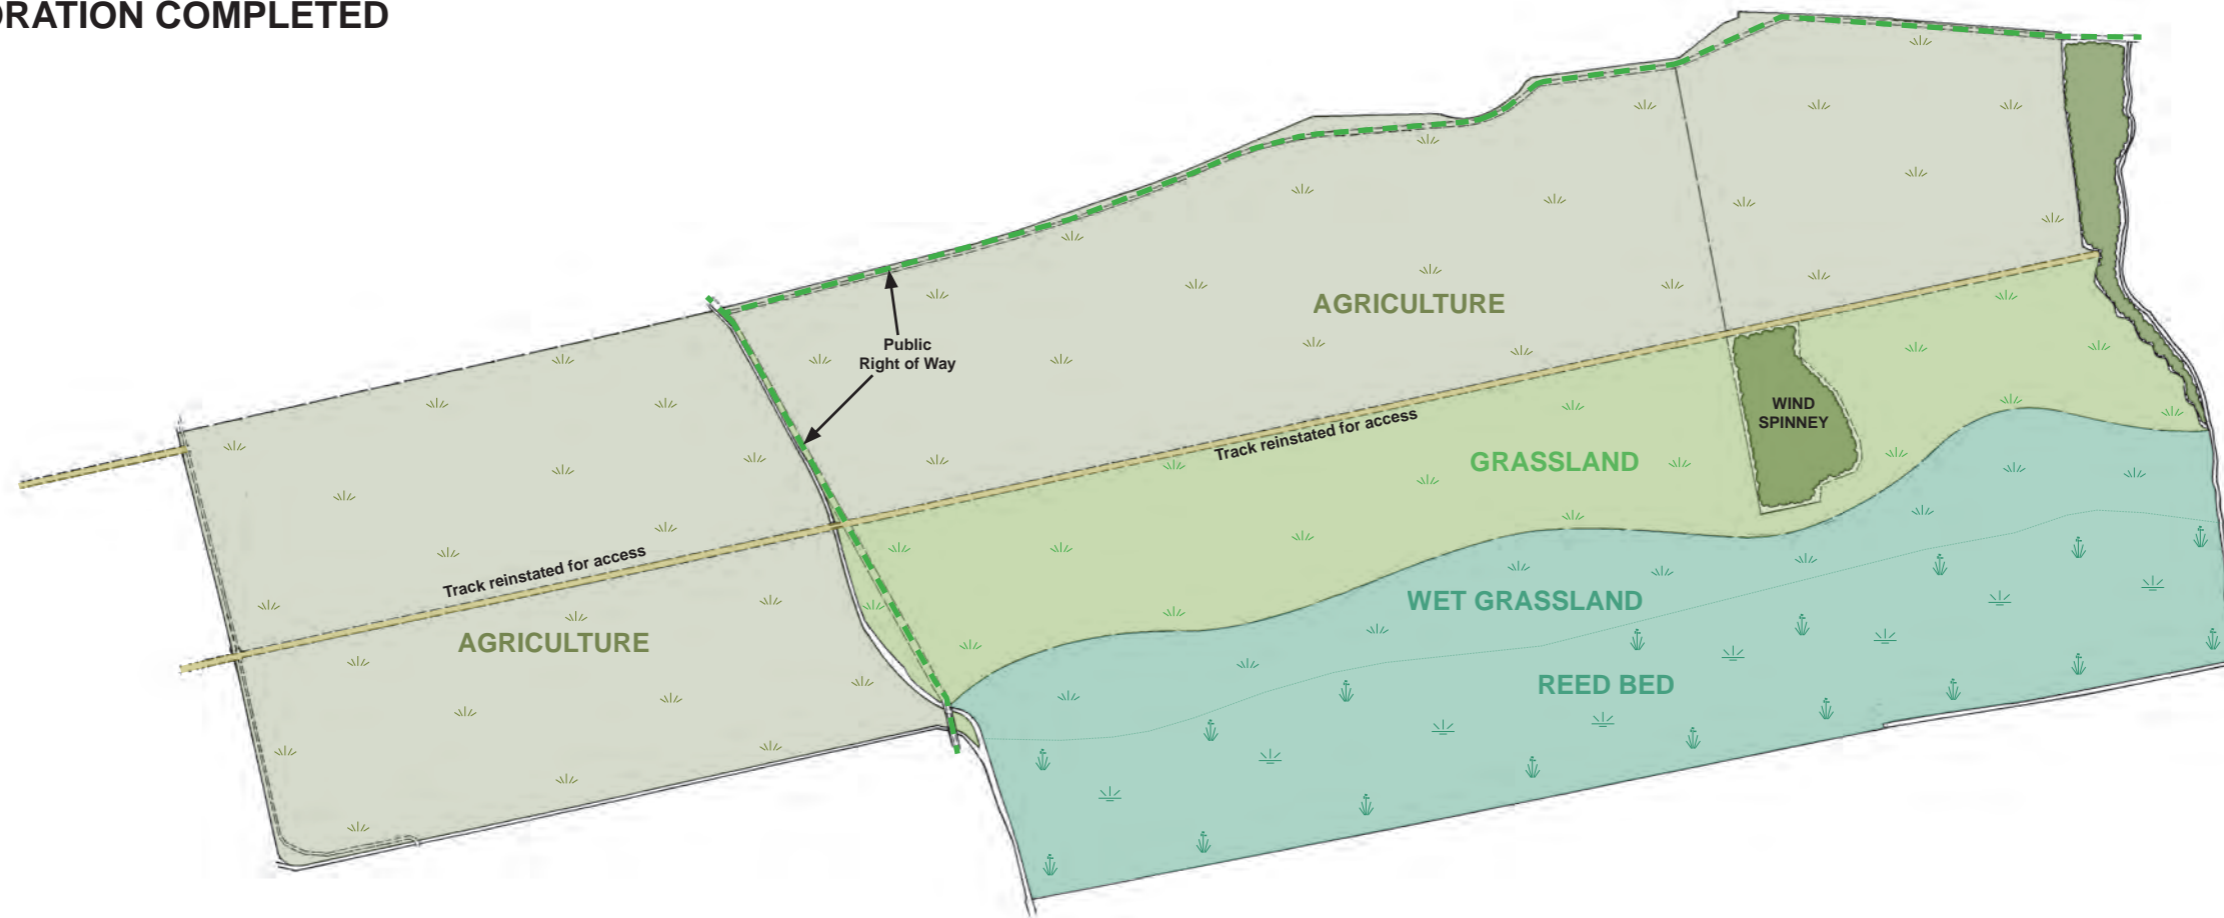 ORATION COMPLETED
AGRICULTURE
Public
Right of Way
WIND
SPINNEY
Track reinstated for access
GRASSLAND
Track reinstated for access
WET GRASSLAND
AGRICULTURE
REED BED